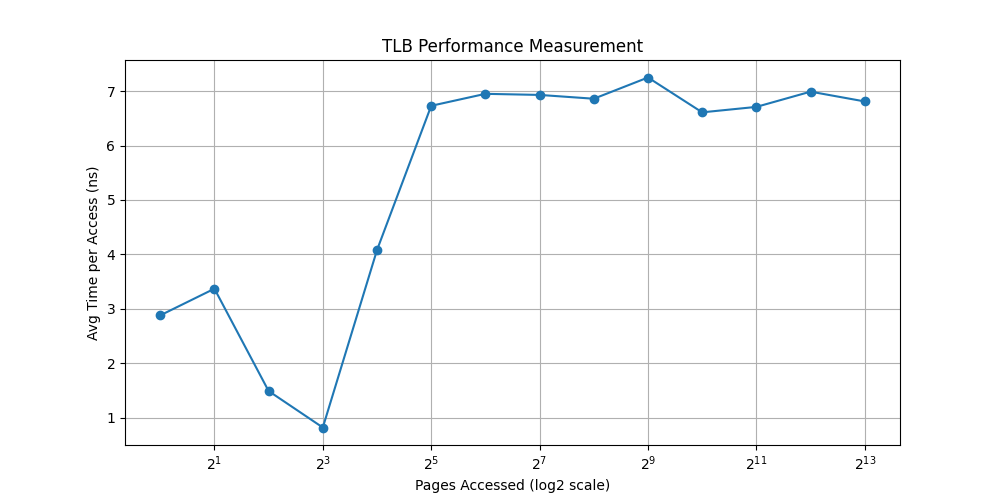 TLB Performance Measurement
7
6
5
4
3
2
1
Avg Time per Access (ns)
2^1 2^3 2^5 2^7 2^9 2^11 2^13
Pages Accessed (log2 scale)